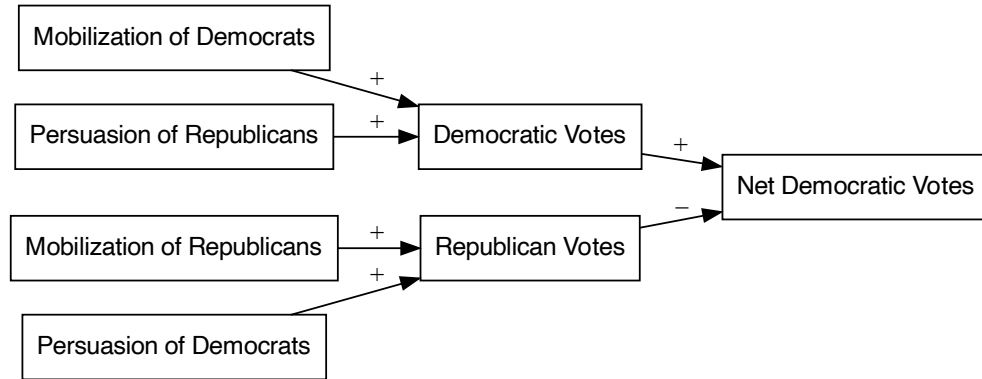 Mobilization of Democrats
+
Persuasion of Republicans
+
Democratic Votes
+
Net Democratic Votes
−
Mobilization of Republicans
+
Republican Votes
+
Persuasion of Democrats